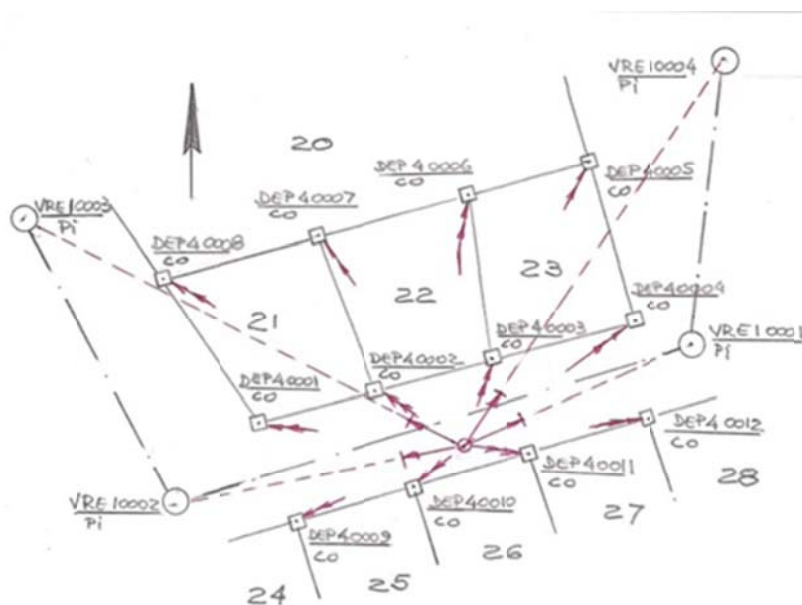 VRE10004
Pi
20
DEP40006
CO
DEP40007
CO
DEP40005
CO
VRE10003
Pi
DEP40008
CO
23
22
21
DEP40004
CO
DEP40003
CO
VRE10001
Pi
DEP40002
CO
DEP40001
CO
DEP40012
CO
DEP40011
CO
28
VRE10002
Pi
DEP40010
CO
27
DEP40009
CO
26
25
24